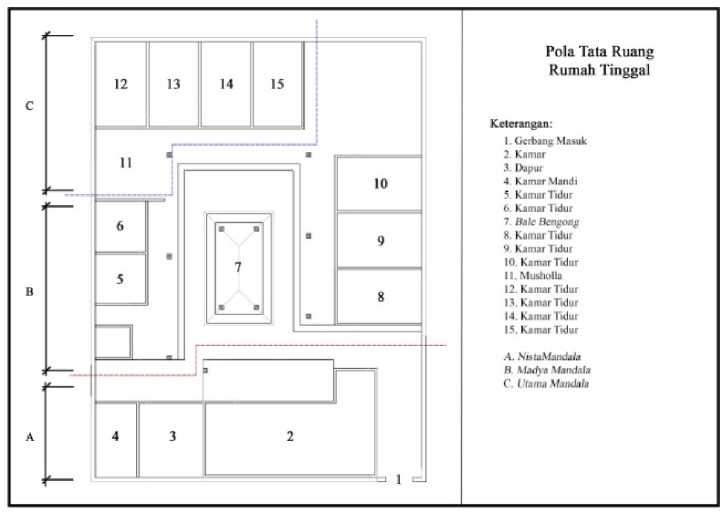 Pola Tata Ruang
Rumah Tinggal
Keterangan:
1. Gerbang Masuk
2. Kamar
3. Dapur
4. Kamar Mandi
5. Kamar Tidur
6. Kamar Tidur
7. Bale Bengong
8. Kamar Tidur
9. Kamar Tidur
10. Kamar Tidur
11. Musholla
12. Kamar Tidur
13. Kamar Tidur
14. Kamar Tidur
15. Kamar Tidur
A. NistaMandala
B. Madya Mandala
C. Utama Mandala
C
12 13 14 15
11
10
6
9
7
5
B
8
A
4 3 2
1